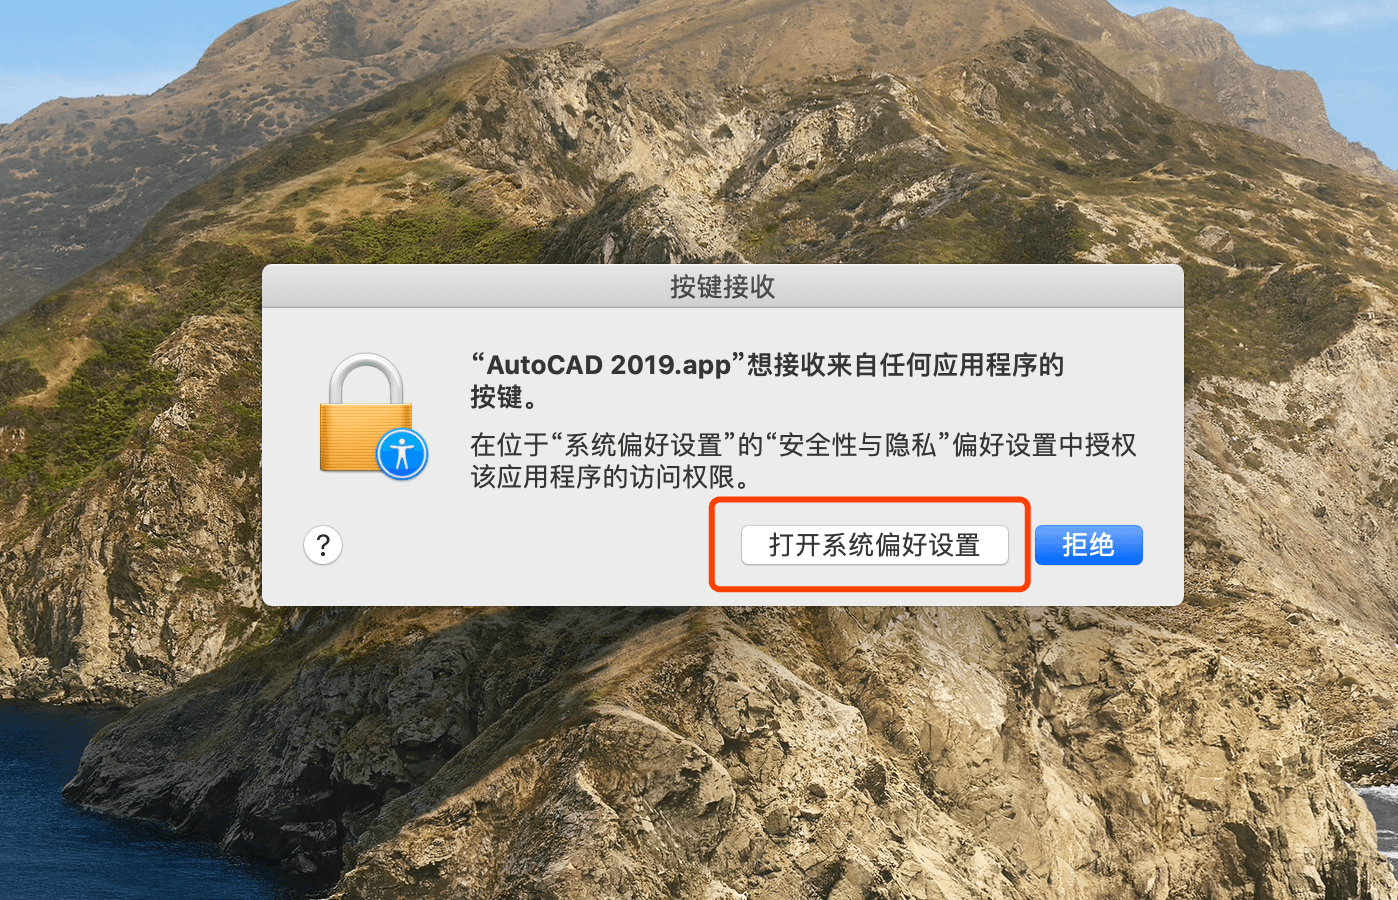 按键接收
“AutoCAD 2019.app”想接收来自任何应用程序的
按键。
在位于“系统偏好设置”的“安全性与隐私”偏好设置中授权
该应用程序的访问权限。
?
打开系统偏好设置
拒绝